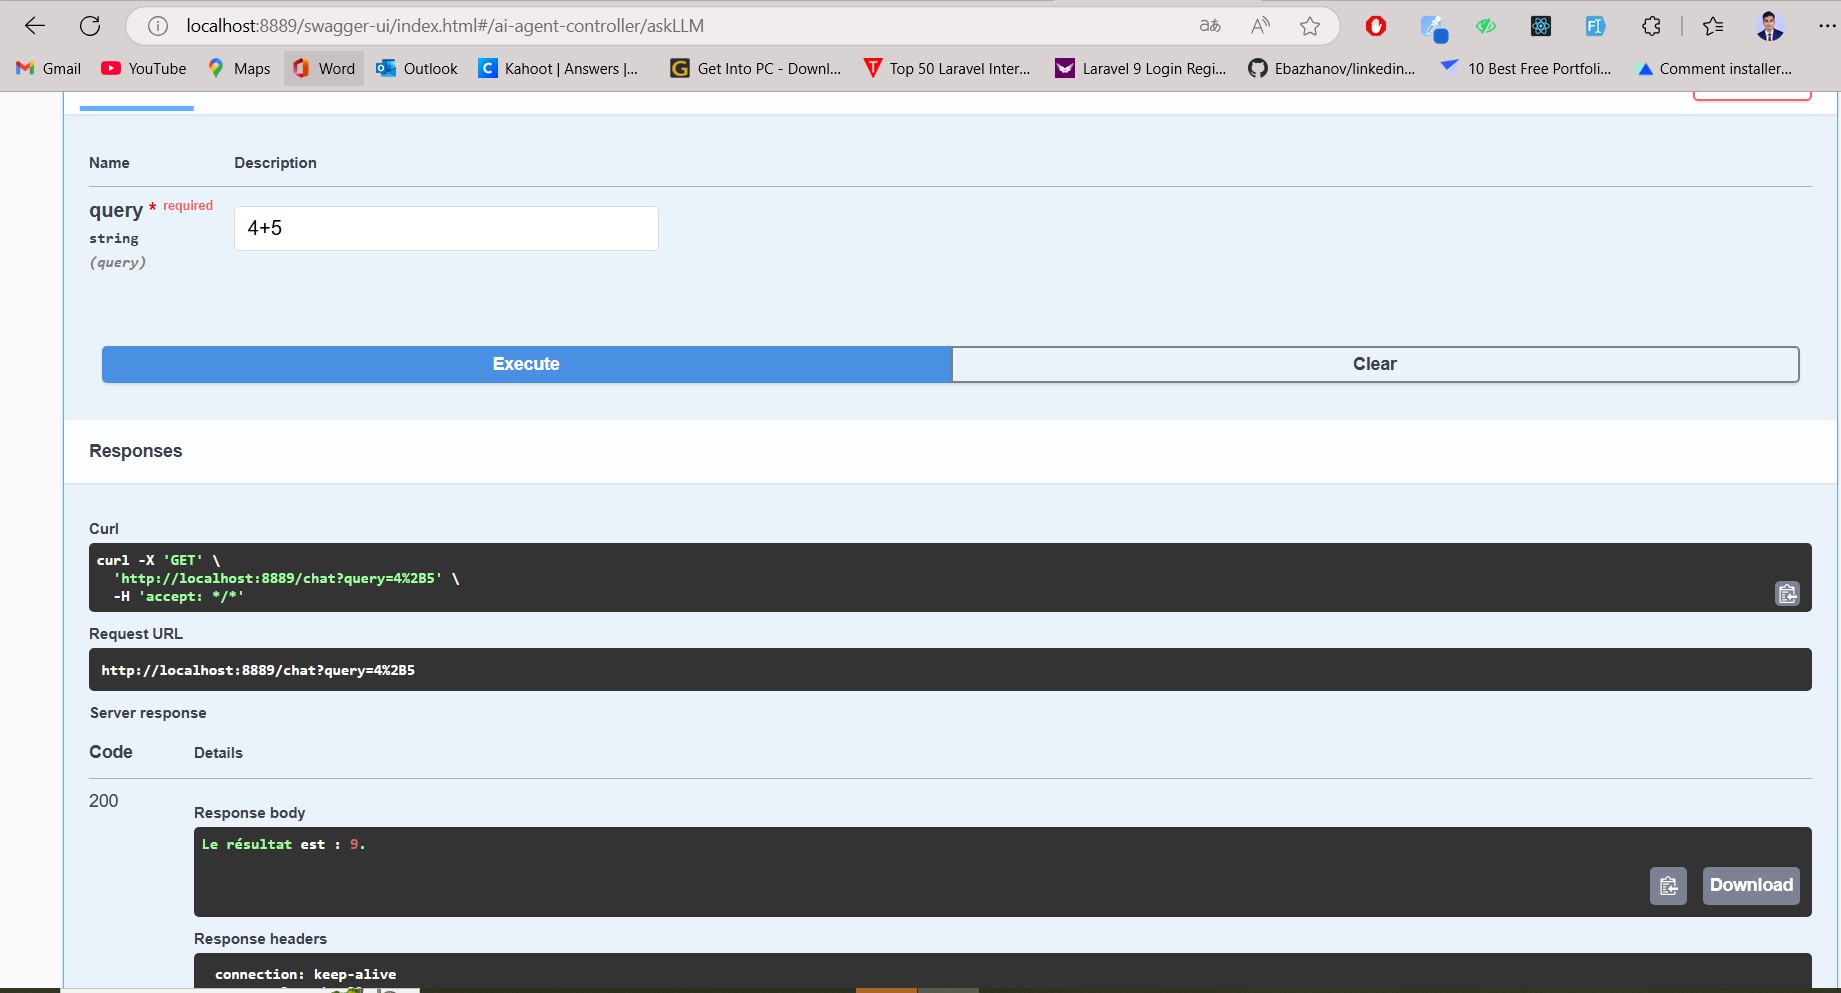 localhost:8889/swagger-ui/index.html#/ai-agent-controller/askLLM
Gmail YouTube Maps Word Outlook Kahoot | Answers |... Get Into PC - Downl... Top 50 Laravel Inter... Laravel 9 Login Regi... Ebazhanov/linkedin... 10 Best Free Portfoli... Comment installer...
Name Description
query * required
4+5
string
(query)
Execute Clear
Responses
Curl
curl -X 'GET' \
'http://localhost:8889/chat?query=4%2B5' \
-H 'accept: */*'
Request URL
http://localhost:8889/chat?query=4%2B5
Server response
Code Details
200
Response body
Le résultat est : 9.
Download
Response headers
connection: keep-alive